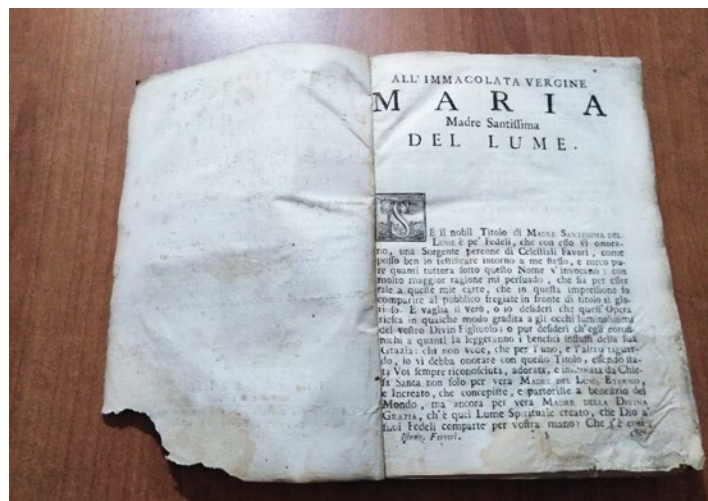 ALL' IMMACOLATA VERGINE
MARIA
Madre Santiſſima
DEL LUME.
SE il nobil Titolo di MADRE SANTISSIMA DEL
LUME è pe' Fedeli, che con eſſo vi onora-
no, una Sorgente perenne di Celeſtiali Favori, come
poſſo ben io teſtificare intorno a me ſteſſo, e meco pu-
re quanti tuttora ſotto queſto Nome v'invocano; con
molto maggior ragione mi perſuado, che ſia per eſſer
tale a quelle mie carte, che in queſta impreſſione fo
comparire al pubblico fregiate in fronte di titolo sì glo-
rioſo. E vaglia il vero, o io deſideri che queſt' Opera
rieſca in qualche modo gradita a gli occhi luminoſiſſimi
del voſtro Divin Figliuolo; o pur deſideri ch'egli comu-
nichi a quanti la leggeranno i benefici influſſi della ſua
Grazia: chi non vede, che per l'uno, e l'altro riguar-
do, io vi debba onorare con queſto Titolo, eſſendo ſta-
ta Voi ſempre riconoſciuta, adorata, e da Chie-
ſa Santa non ſolo per vera MADRE DEL LUME ETERNO,
e Increato, che concepiſte, e partoriſte a benefizio del
Mondo, ma ancora per vera MADRE DELLA DIVINA
GRAZIA, ch'è quel Lume Spirituale creato, che Dio a'
ſuoi Fedeli comparte per voſtra mano? Che s'è così,
Ferreri.